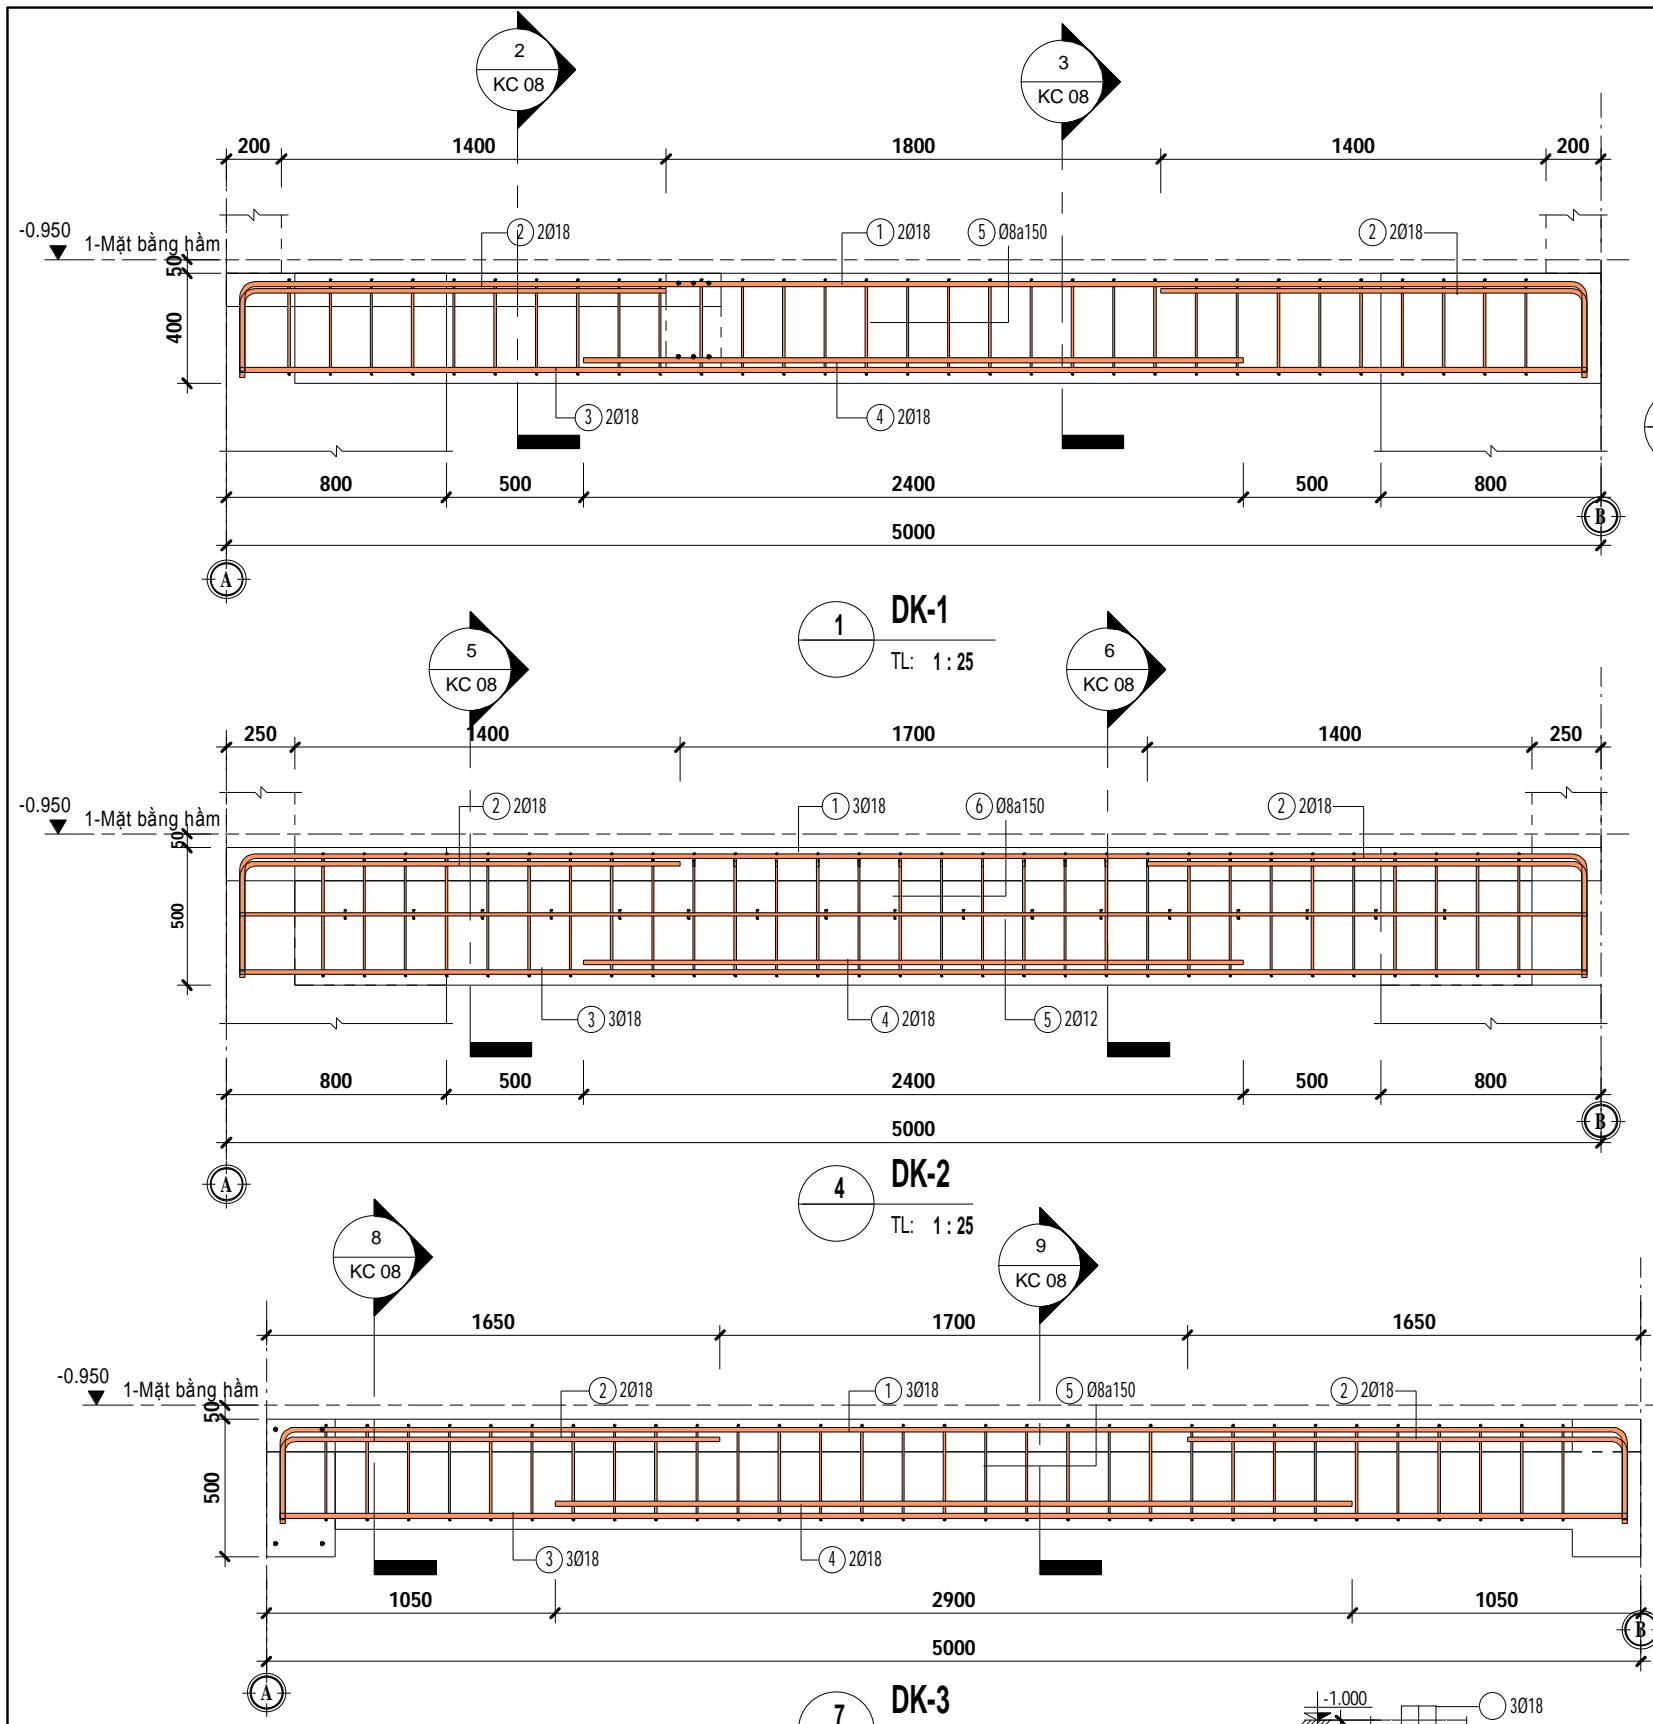 2
KC 08
3
KC 08
200 1400 1800 1400 200
-0.950 1-Mặt bằng hầm
2 2Ø18 1 2Ø18 5 Ø8a150 2 2Ø18
50
400
3 2Ø18 4 2Ø18
800 500 2400 500 800
5000
A B
1 DK-1
TL: 1 : 25
5
KC 08
6
KC 08
250 1400 1700 1400 250
-0.950 1-Mặt bằng hầm
2 2Ø18 1 3Ø18 6 Ø8a150 2 2Ø18
50
500
3 3Ø18 4 2Ø18 5 2Ø12
800 500 2400 500 800
5000
A B
4 DK-2
TL: 1 : 25
8
KC 08
9
KC 08
1650 1700 1650
-0.950 1-Mặt bằng hầm
2 2Ø18 1 3Ø18 5 Ø8a150 2 2Ø18
50
500
3 3Ø18 4 2Ø18
1050 2900 1050
5000
A B
7 DK-3
-1.000 3Ø18